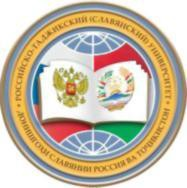 РОССИЙСКО-ТАДЖИКСКИЙ (СЛАВЯНСКИЙ) УНИВЕРСИТЕТ
ДОНИШГОҲИ СЛАВЯНИИ РОССИЯ ВА ТОҶИКИСТОН